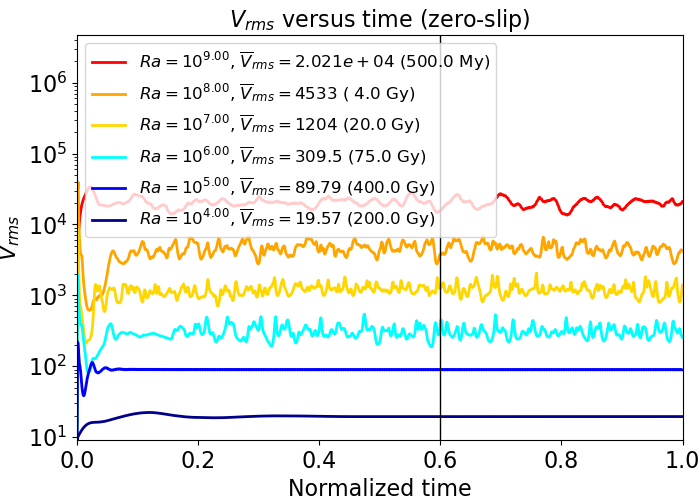 V_rms versus time (zero-slip)
Ra = 10^9.00, V̅_rms = 2.021e + 04 (500.0 My)
Ra = 10^8.00, V̅_rms = 4533 ( 4.0 Gy)
Ra = 10^7.00, V̅_rms = 1204 (20.0 Gy)
Ra = 10^6.00, V̅_rms = 309.5 (75.0 Gy)
Ra = 10^5.00, V̅_rms = 89.79 (400.0 Gy)
Ra = 10^4.00, V̅_rms = 19.57 (200.0 Gy)
V_rms
10^6
10^5
10^4
10^3
10^2
10^1
0.0 0.2 0.4 0.6 0.8 1.0
Normalized time